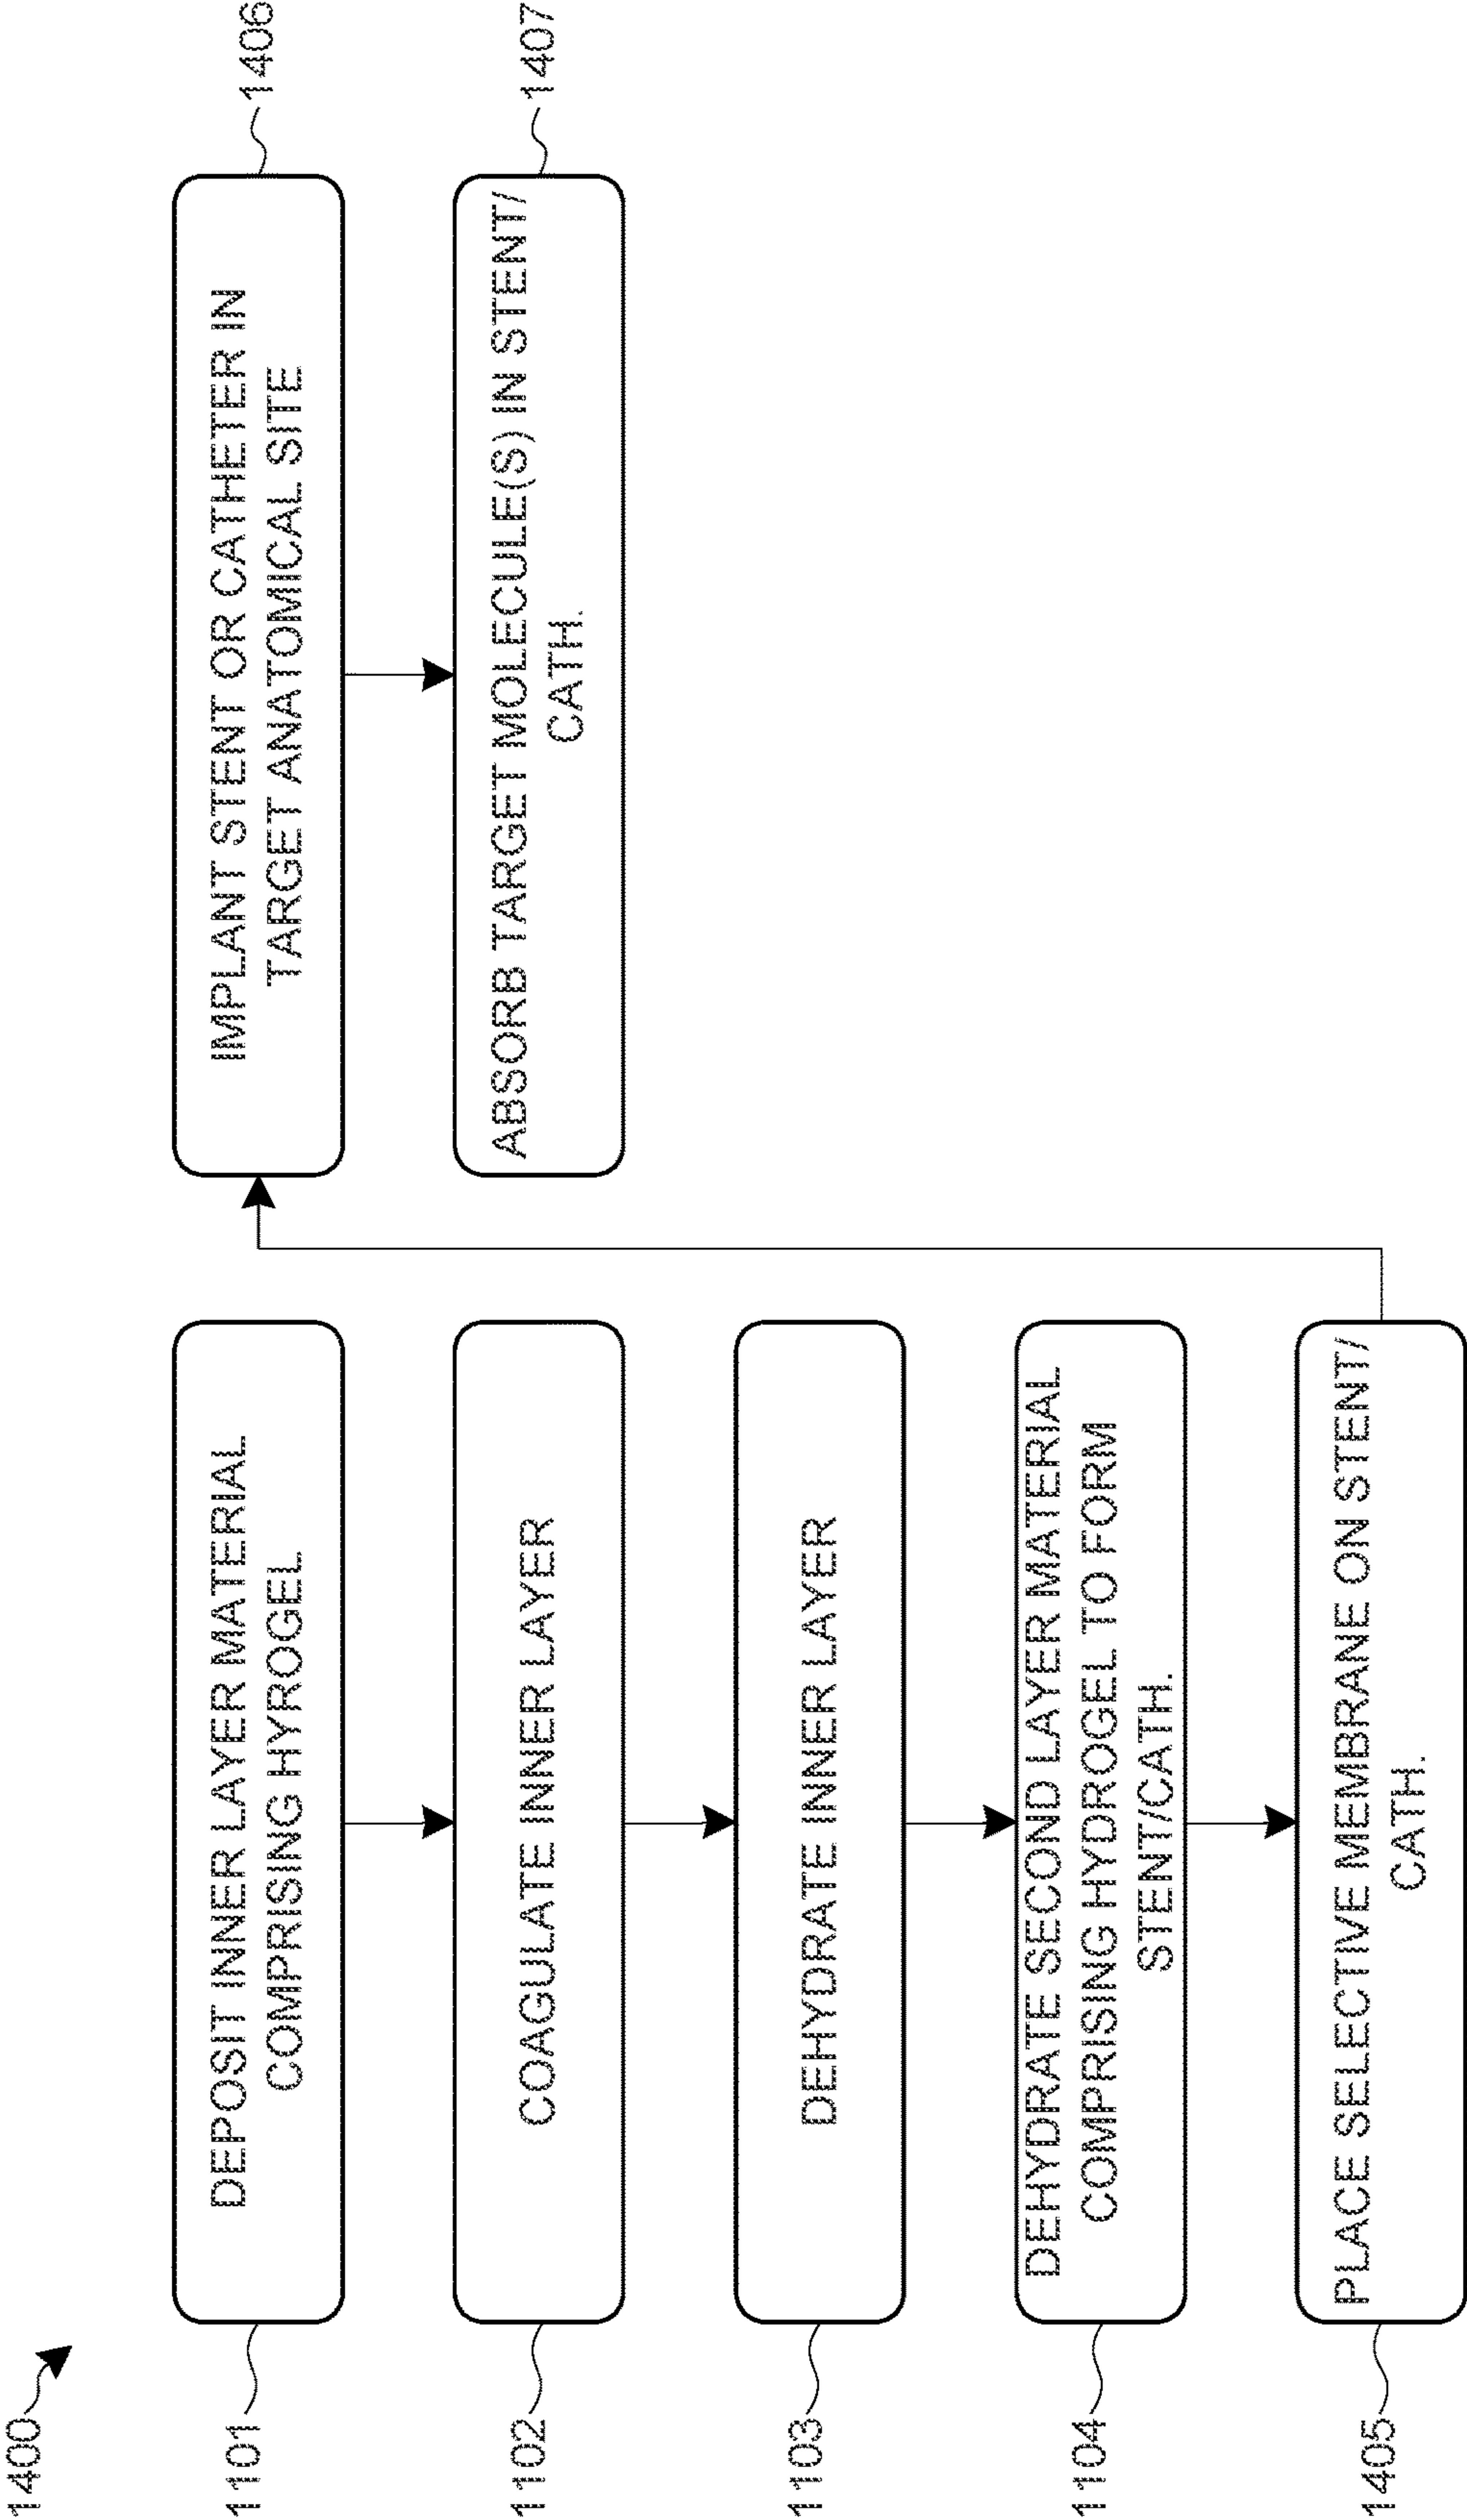 1400
1101
DEPOSIT INNER LAYER MATERIAL
COMPRISING HYROGEL
1102
COAGULATE INNER LAYER
1103
DEHYDRATE INNER LAYER
1104
DEHYDRATE SECOND LAYER MATERIAL
COMPRISING HYDROGEL TO FORM
STENT/CATH.
1405
PLACE SELECTIVE MEMBRANE ON STENT/
CATH.
IMPLANT STENT OR CATHETER IN
TARGET ANATOMICAL SITE
1406
ABSORB TARGET MOLECULE(S) IN STENT/
CATH.
1407